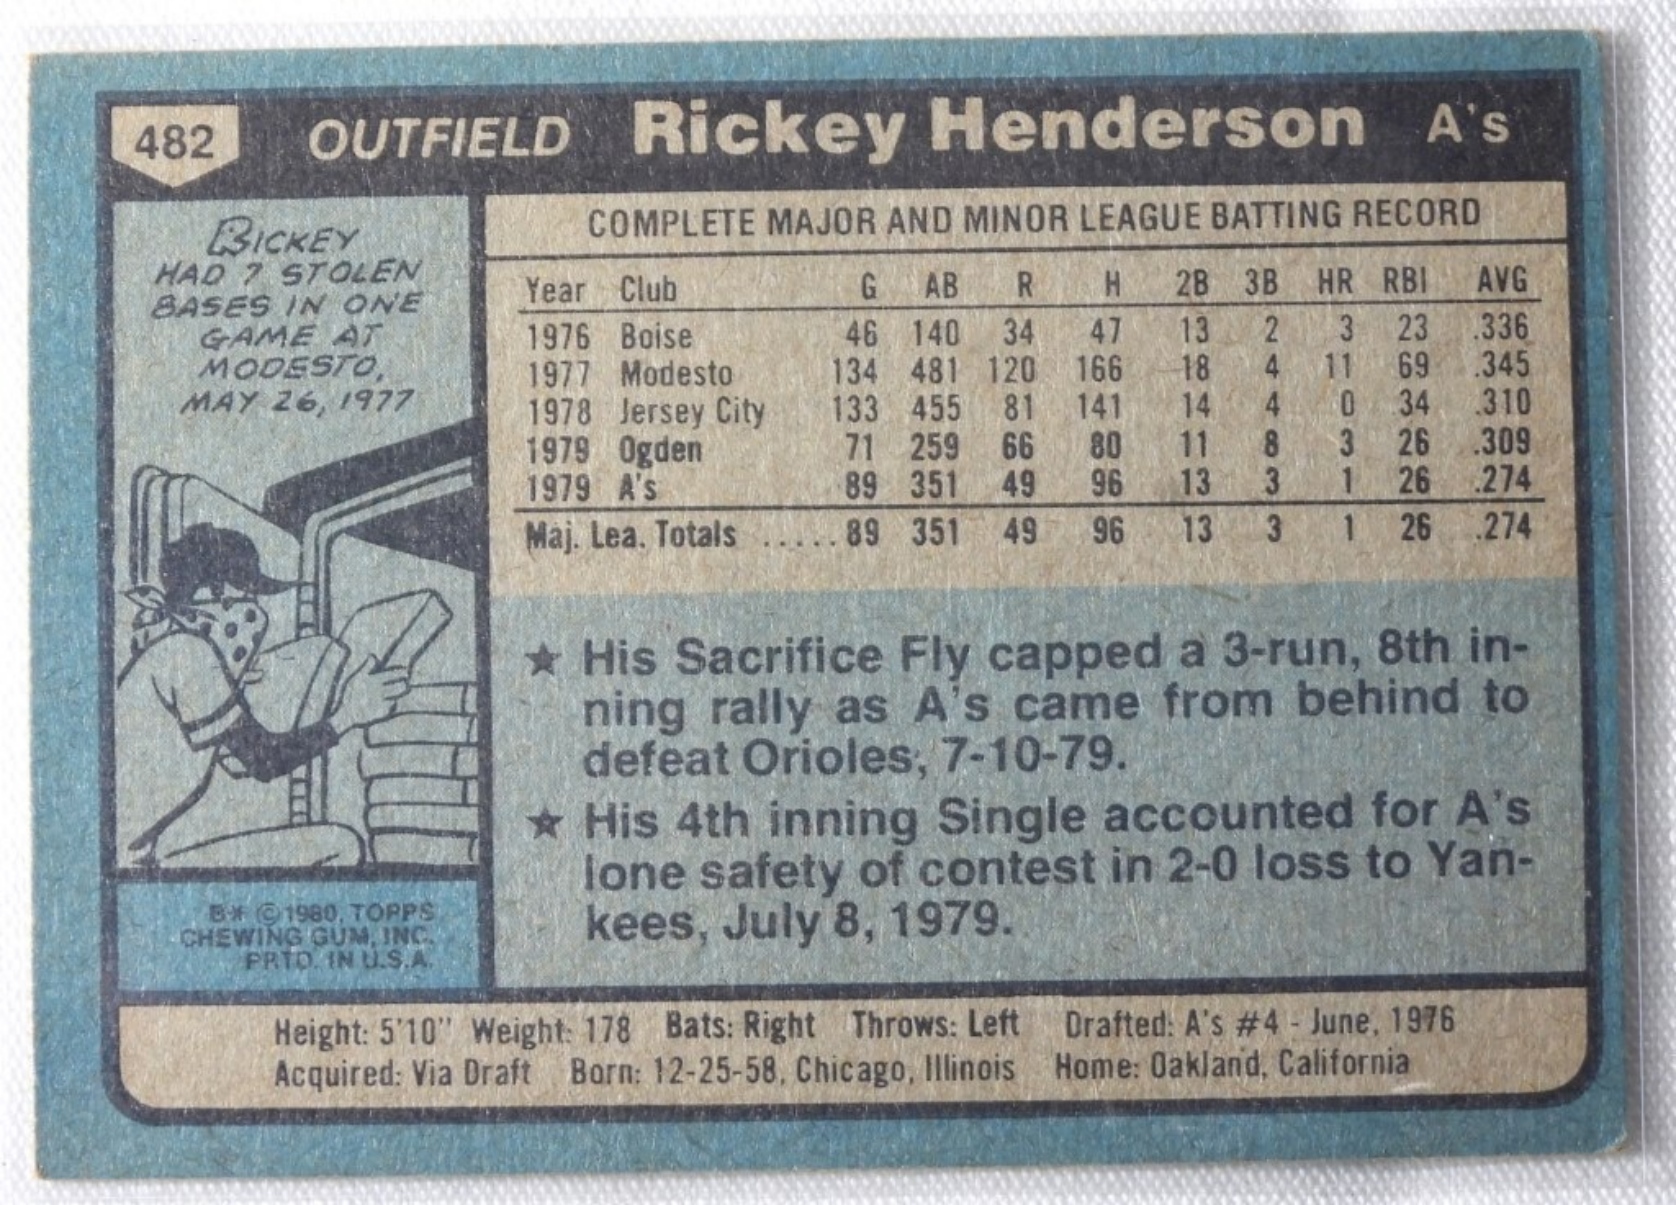 482 OUTFIELD Rickey Henderson A's
RICKEY
HAD 7 STOLEN
BASES IN ONE
GAME AT
MODESTO,
MAY 26, 1977
COMPLETE MAJOR AND MINOR LEAGUE BATTING RECORD
Year Club G AB R H 2B 3B HR RBI AVG
1976 Boise 46 140 34 47 13 2 3 23 .336
1977 Modesto 134 481 120 166 18 4 11 69 .345
1978 Jersey City 133 455 81 141 14 4 0 34 .310
1979 Ogden 71 259 66 80 11 8 3 26 .309
1979 A's 89 351 49 96 13 3 1 26 .274
Maj. Lea. Totals ..... 89 351 49 96 13 3 1 26 .274
★ His Sacrifice Fly capped a 3-run, 8th in-
ning rally as A's came from behind to
defeat Orioles, 7-10-79.
★ His 4th inning Single accounted for A's
lone safety of contest in 2-0 loss to Yan-
kees, July 8, 1979.
B* © 1980, TOPPS
CHEWING GUM, INC.
PRTD. IN U.S.A.
Height: 5'10" Weight: 178 Bats: Right Throws: Left Drafted: A's #4 - June, 1976
Acquired: Via Draft Born: 12-25-58, Chicago, Illinois Home: Oakland, California